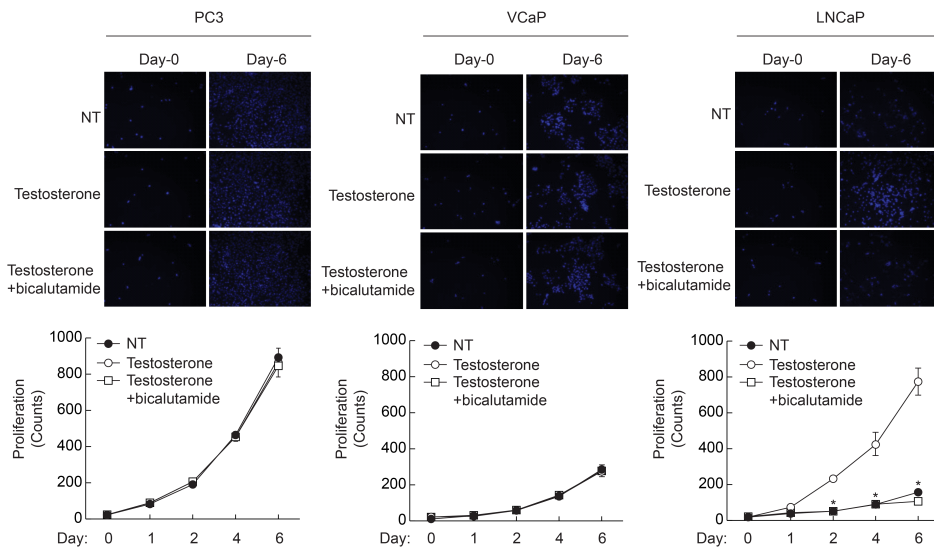 PC3
VCaP
LNCaP
Day-0
Day-6
Day-0
Day-6
Day-0
Day-6
NT
Testosterone
Testosterone
+bicalutamide
NT
Testosterone
Testosterone
+bicalutamide
NT
Testosterone
Testosterone
+bicalutamide
Proliferation
(Counts)
1000
800
600
400
200
0
NT
Testosterone
Testosterone
+bicalutamide
Day: 0 1 2 4 6
Proliferation
(Counts)
1000
800
600
400
200
0
NT
Testosterone
Testosterone
+bicalutamide
Day: 0 1 2 4 6
Proliferation
(Counts)
1000
800
600
400
200
0
NT
Testosterone
Testosterone
+bicalutamide
* * *
Day: 0 1 2 4 6